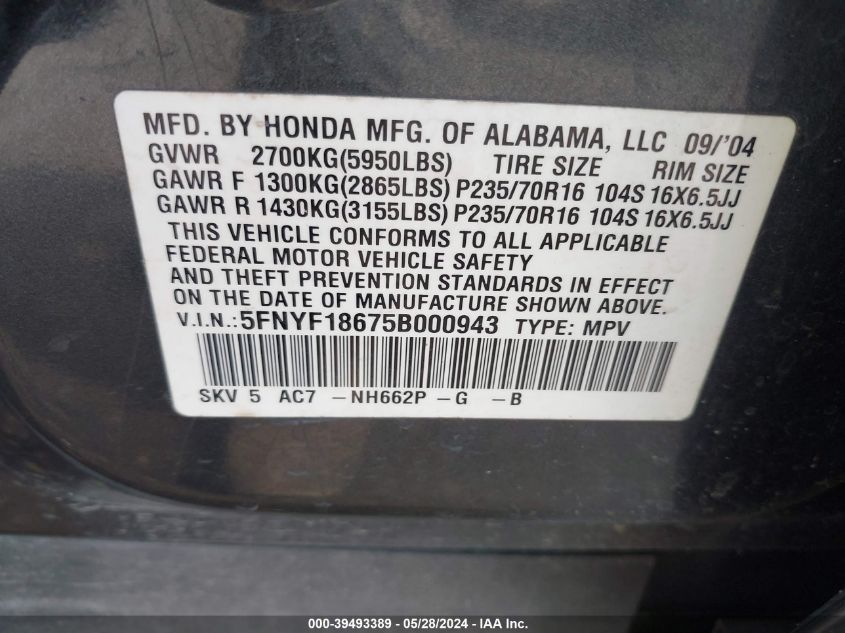 MFD. BY HONDA MFG. OF ALABAMA, LLC 09/'04
GVWR 2700KG(5950LBS) TIRE SIZE RIM SIZE
GAWR F 1300KG(2865LBS) P235/70R16 104S 16X6.5JJ
GAWR R 1430KG(3155LBS) P235/70R16 104S 16X6.5JJ
THIS VEHICLE CONFORMS TO ALL APPLICABLE
FEDERAL MOTOR VEHICLE SAFETY
AND THEFT PREVENTION STANDARDS IN EFFECT
ON THE DATE OF MANUFACTURE SHOWN ABOVE.
V.I.N.:5FNYF18675B000943 TYPE: MPV
SKV 5 AC7 -NH662P -G -B
000-39493389 - 05/28/2024 - IAA Inc.